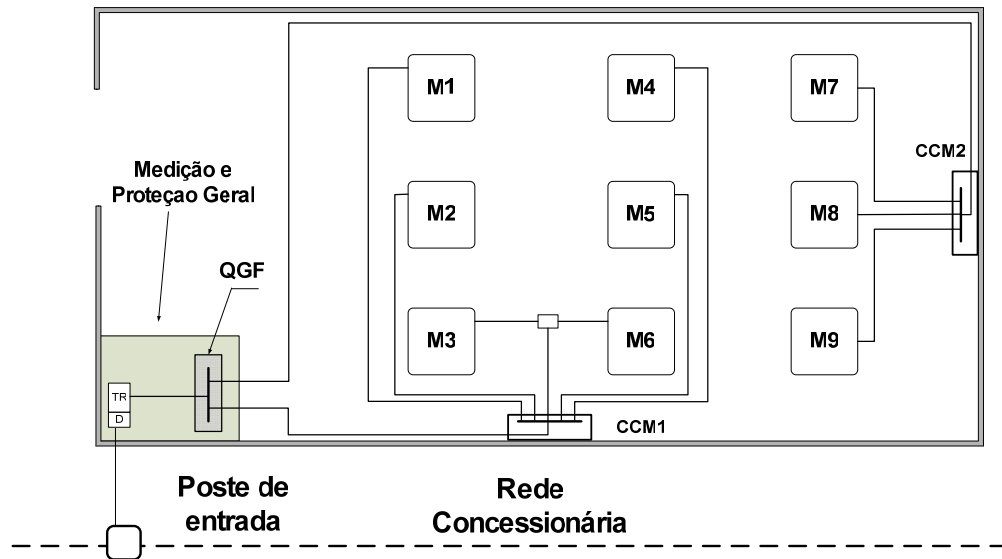 M1
M4
M7
CCM2
Medição e
Proteçao Geral
M2
M5
M8
QGF
M3
M6
M9
TR
D
CCM1
Poste de
entrada
Rede
Concessionária